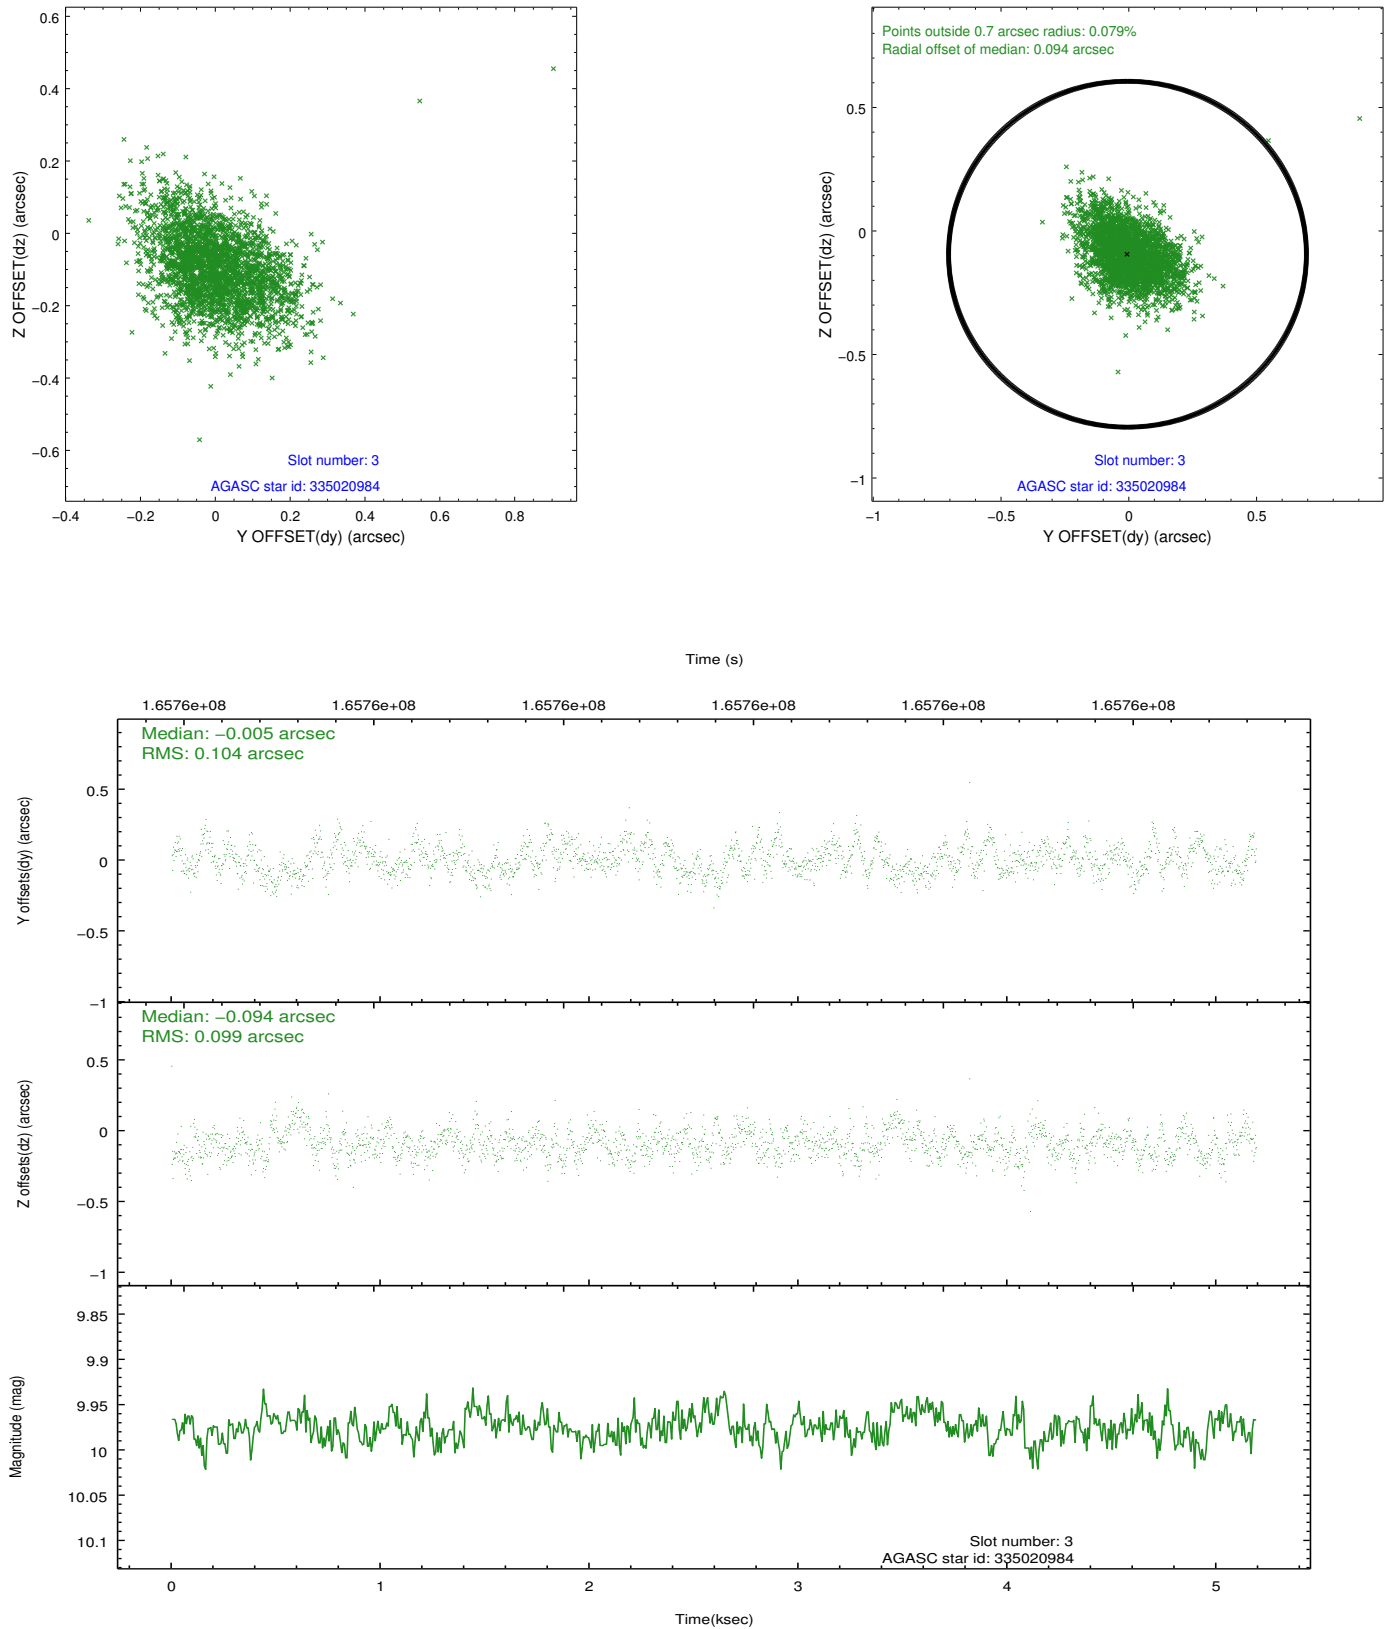 0.6
0.4
0.2
0
−0.2
−0.4
−0.6
Z OFFSET(dz) (arcsec)
Slot number: 3
AGASC star id: 335020984
−0.4
−0.2
0
0.2
0.4
0.6
0.8
Y OFFSET(dy) (arcsec)
Points outside 0.7 arcsec radius: 0.079%
Radial offset of median: 0.094 arcsec
0.5
0
−0.5
−1
Z OFFSET(dz) (arcsec)
Slot number: 3
AGASC star id: 335020984
−1
−0.5
0
0.5
Y OFFSET(dy) (arcsec)
Time (s)
1.6576e+08
1.6576e+08
1.6576e+08
1.6576e+08
1.6576e+08
1.6576e+08
Median: −0.005 arcsec
RMS: 0.104 arcsec
0.5
0
−0.5
−1
Y offsets(dy) (arcsec)
Median: −0.094 arcsec
RMS: 0.099 arcsec
0.5
0
−0.5
−1
Z offsets(dz) (arcsec)
9.85
9.9
9.95
10
10.05
10.1
Magnitude (mag)
Slot number: 3
AGASC star id: 335020984
0
1
2
3
4
5
Time(ksec)